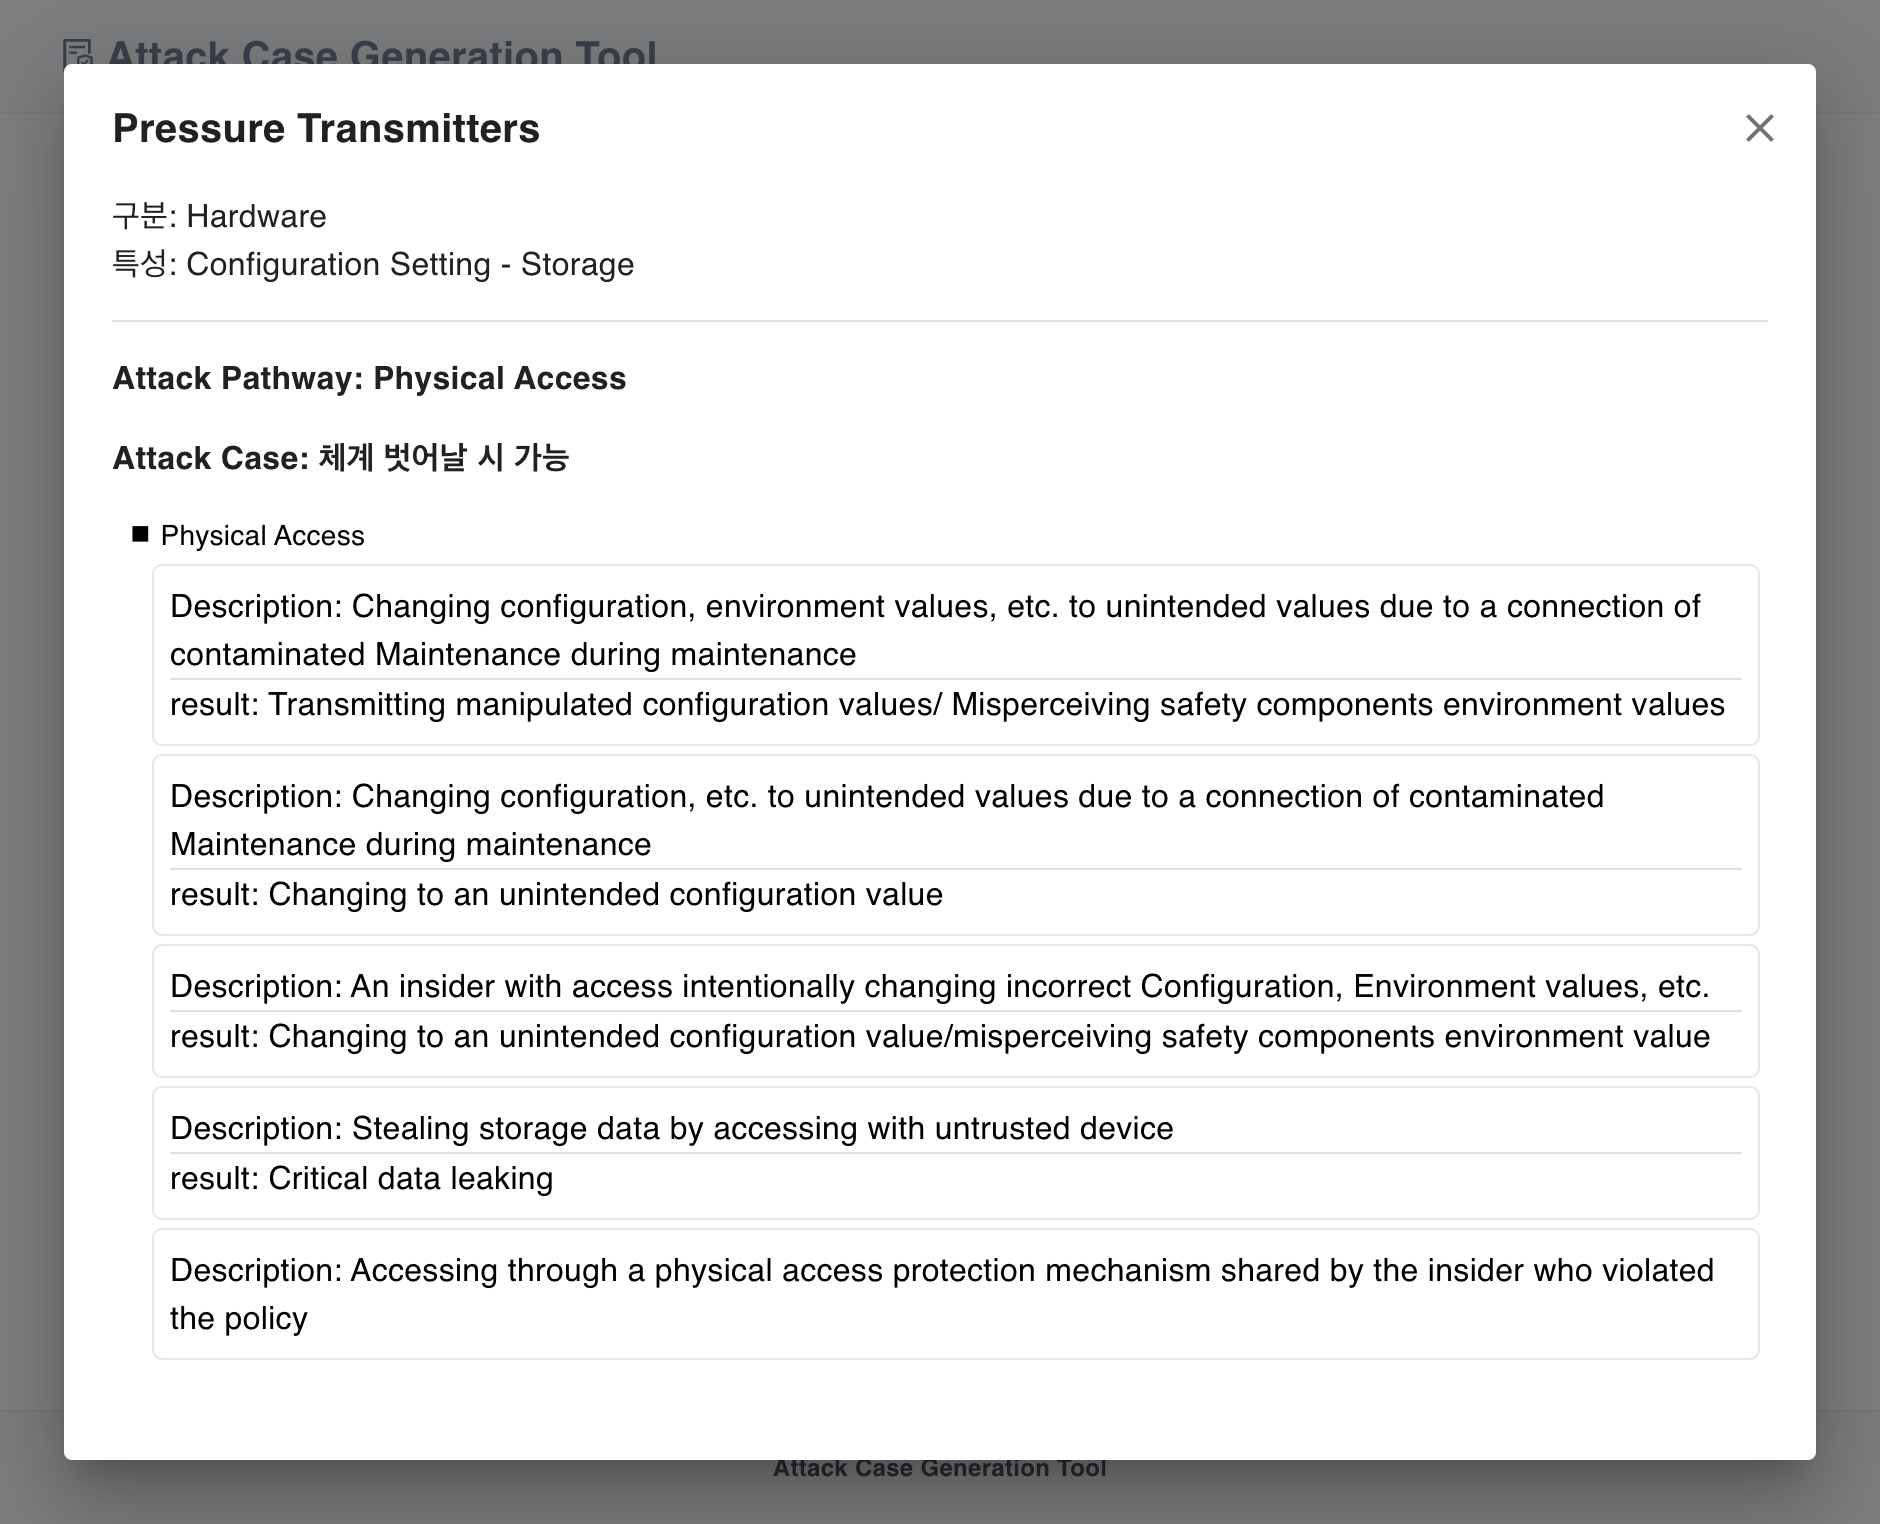 Attack Case Generation Tool
Pressure Transmitters
구분: Hardware
특성: Configuration Setting - Storage
Attack Pathway: Physical Access
Attack Case: 체계 벗어날 시 가능
Physical Access
Description: Changing configuration, environment values, etc. to unintended values due to a connection of
contaminated Maintenance during maintenance
result: Transmitting manipulated configuration values/ Misperceiving safety components environment values
Description: Changing configuration, etc. to unintended values due to a connection of contaminated
Maintenance during maintenance
result: Changing to an unintended configuration value
Description: An insider with access intentionally changing incorrect Configuration, Environment values, etc.
result: Changing to an unintended configuration value/misperceiving safety components environment value
Description: Stealing storage data by accessing with untrusted device
result: Critical data leaking
Description: Accessing through a physical access protection mechanism shared by the insider who violated
the policy
Attack Case Generation Tool